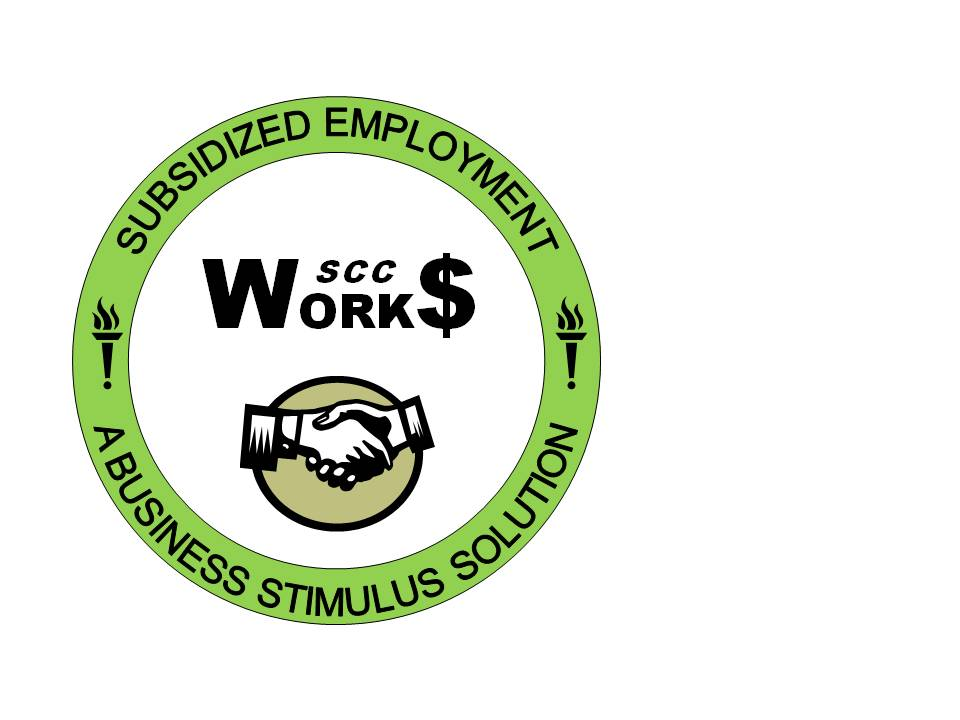 SUBSIDIZED EMPLOYMENT
SCC
WORK$
A BUSINESS STIMULUS SOLUTION